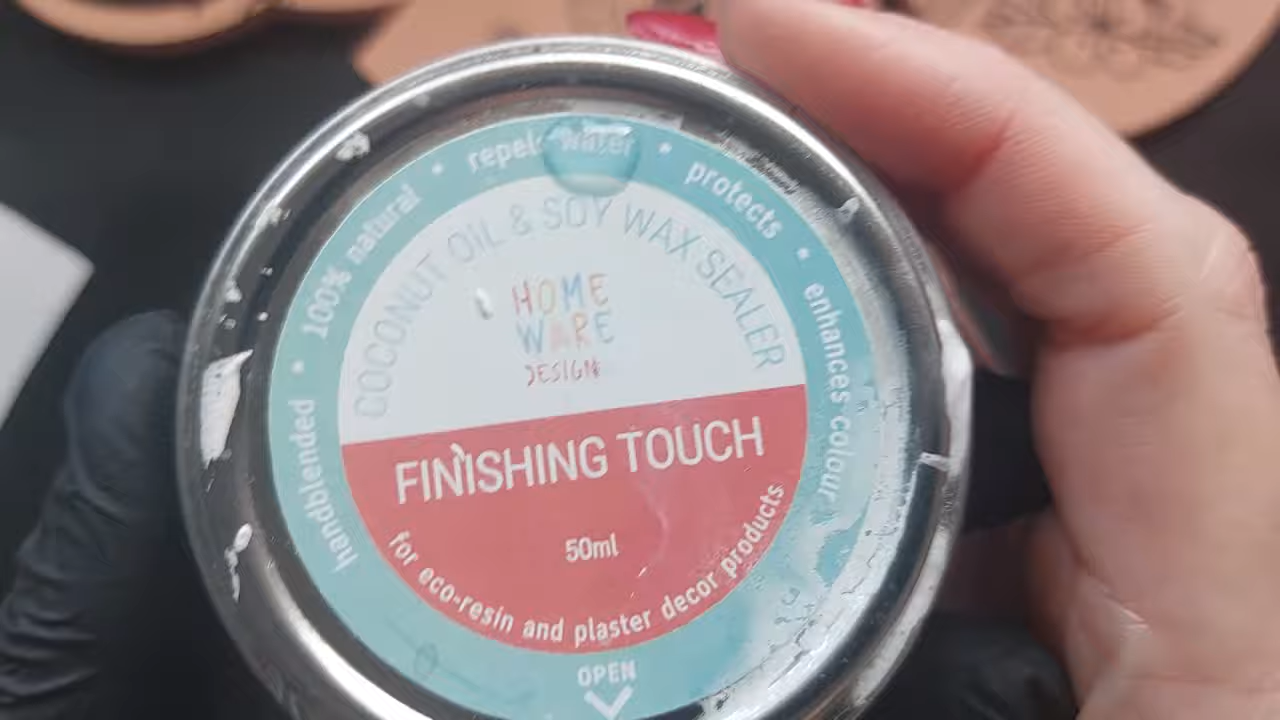 handblended • 100% natural • repels water • protects • enhances colour
COCONUT OIL & SOY WAX SEALER
HOME
WARE
DESIGN
FINISHING TOUCH
50ml
for eco-resin and plaster decor products
OPEN